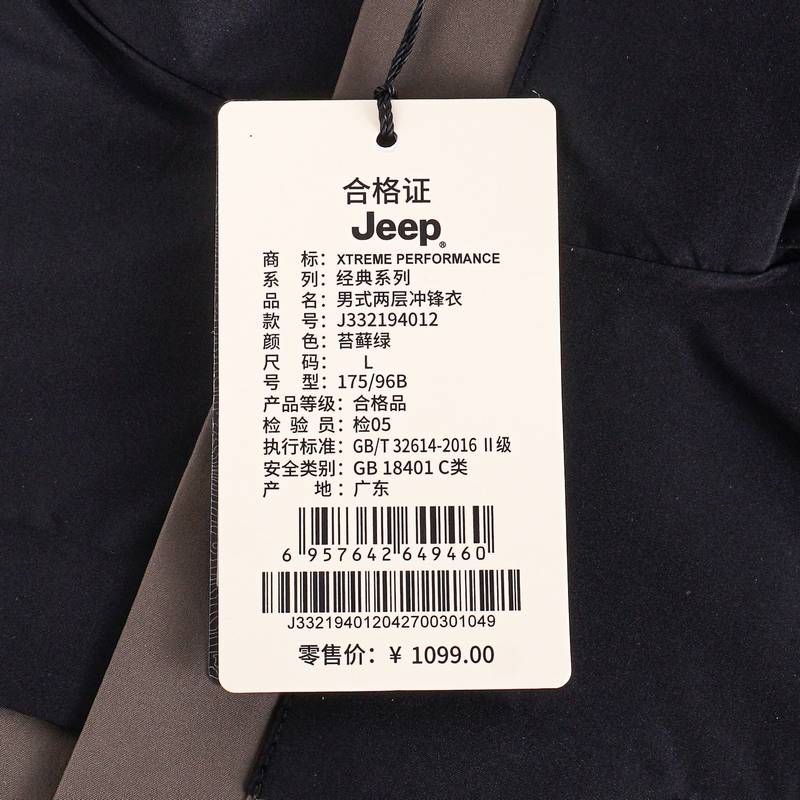 合格证
Jeep®
商 标：XTREME PERFORMANCE
系 列：经典系列
品 名：男式两层冲锋衣
款 号：J332194012
颜 色：苔藓绿
尺 码： L
号 型：175/96B
产品等级：合格品
检 验 员：检05
执行标准：GB/T 32614-2016 Ⅱ级
安全类别：GB 18401 C类
产 地：广东
6 957642 649460
J33219401204270030​1049
零售价：¥ 1099.00